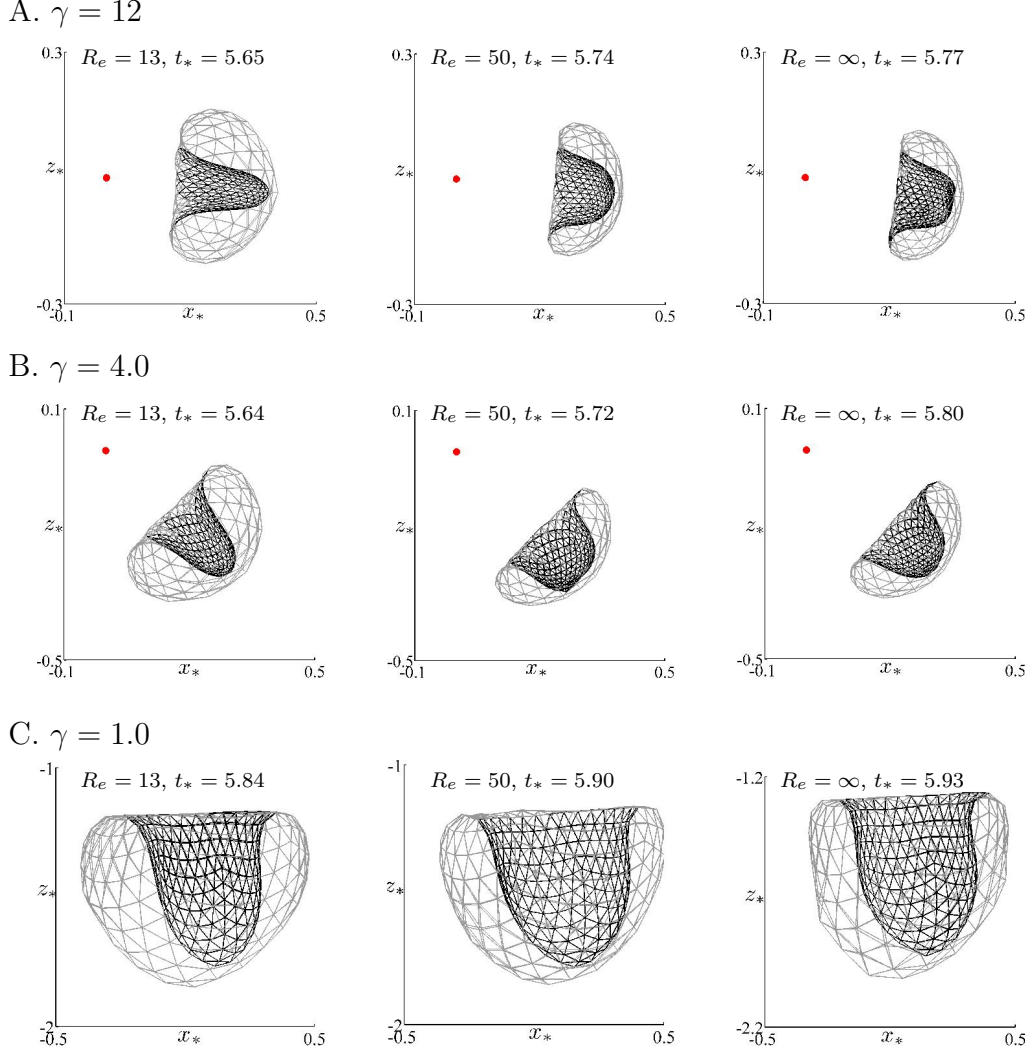 A. γ = 12
0.3
R_e = 13, t_* = 5.65
z_*
-0.3
-0.1
x_*
0.5
0.3
R_e = 50, t_* = 5.74
z_*
-0.3
-0.1
x_*
0.5
0.3
R_e = ∞, t_* = 5.77
z_*
-0.3
-0.1
x_*
0.5
B. γ = 4.0
0.1
R_e = 13, t_* = 5.64
z_*
-0.5
-0.1
x_*
0.5
0.1
R_e = 50, t_* = 5.72
z_*
-0.5
-0.1
x_*
0.5
0.1
R_e = ∞, t_* = 5.80
z_*
-0.5
-0.1
x_*
0.5
C. γ = 1.0
-1
R_e = 13, t_* = 5.84
z_*
-2
-0.5
x_*
0.5
-1
R_e = 50, t_* = 5.90
z_*
-2
-0.5
x_*
0.5
-1.2
R_e = ∞, t_* = 5.93
z_*
-2.2
-0.5
x_*
0.5